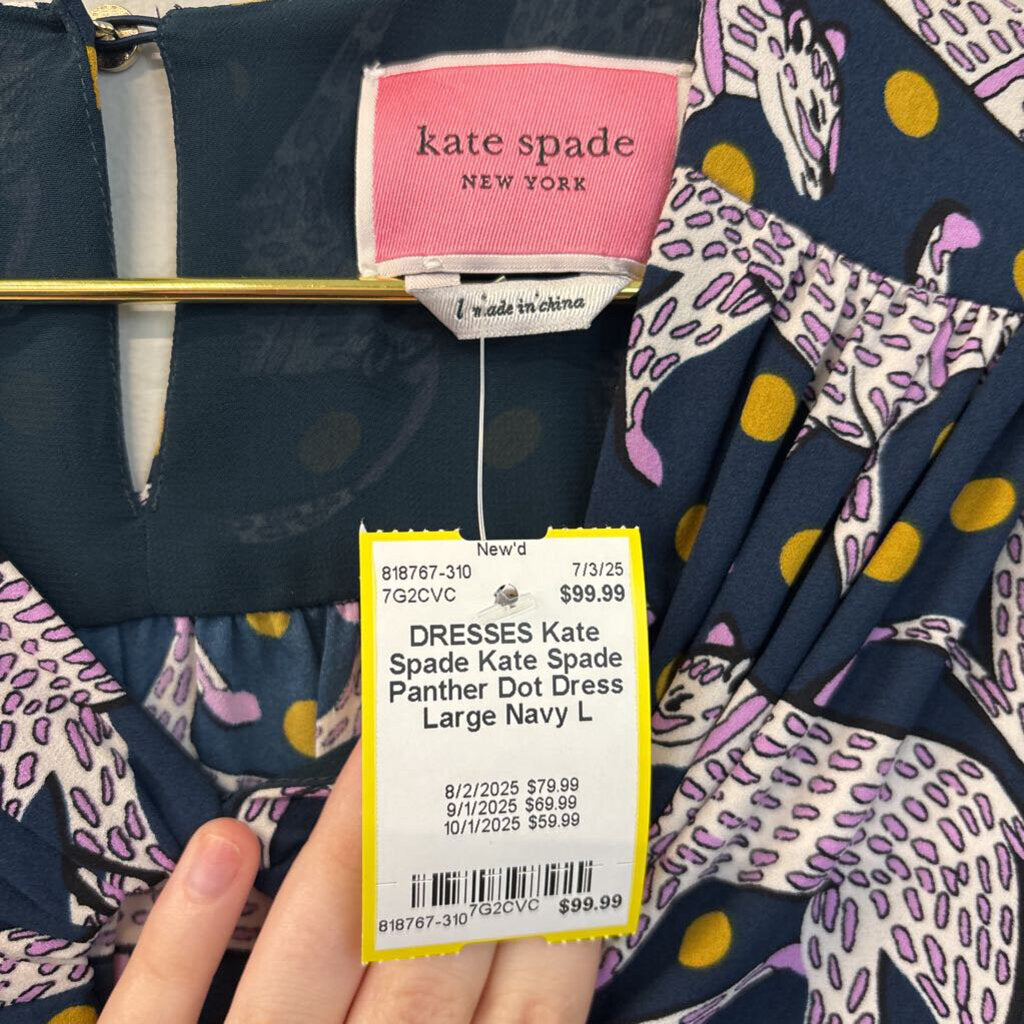 kate spade
NEW YORK
l made in china
New'd
818767-310 7/3/25
7G2CVC $99.99
DRESSES Kate
Spade Kate Spade
Panther Dot Dress
Large Navy L
8/2/2025 $79.99
9/1/2025 $69.99
10/1/2025 $59.99
818767-310 7G2CVC $99.99